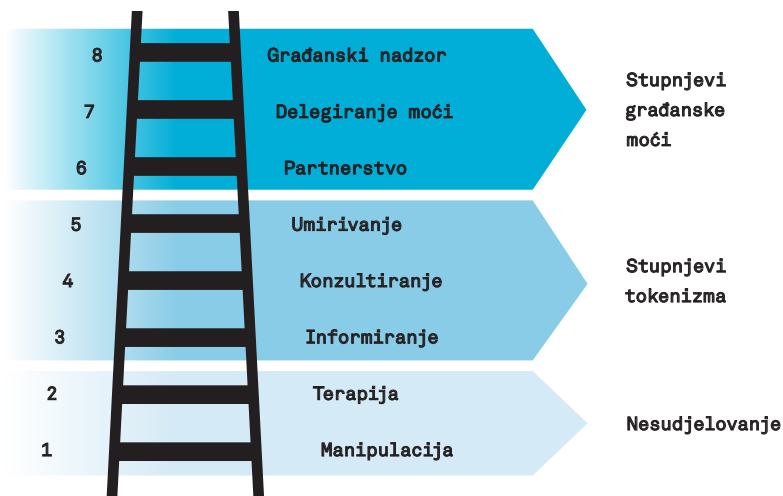 8 Građanski nadzor
7 Delegiranje moći
6 Partnerstvo
Stupnjevi
građanske
moći
5 Umirivanje
4 Konzultiranje
3 Informiranje
Stupnjevi
tokenizma
2 Terapija
1 Manipulacija
Nesudjelovanje